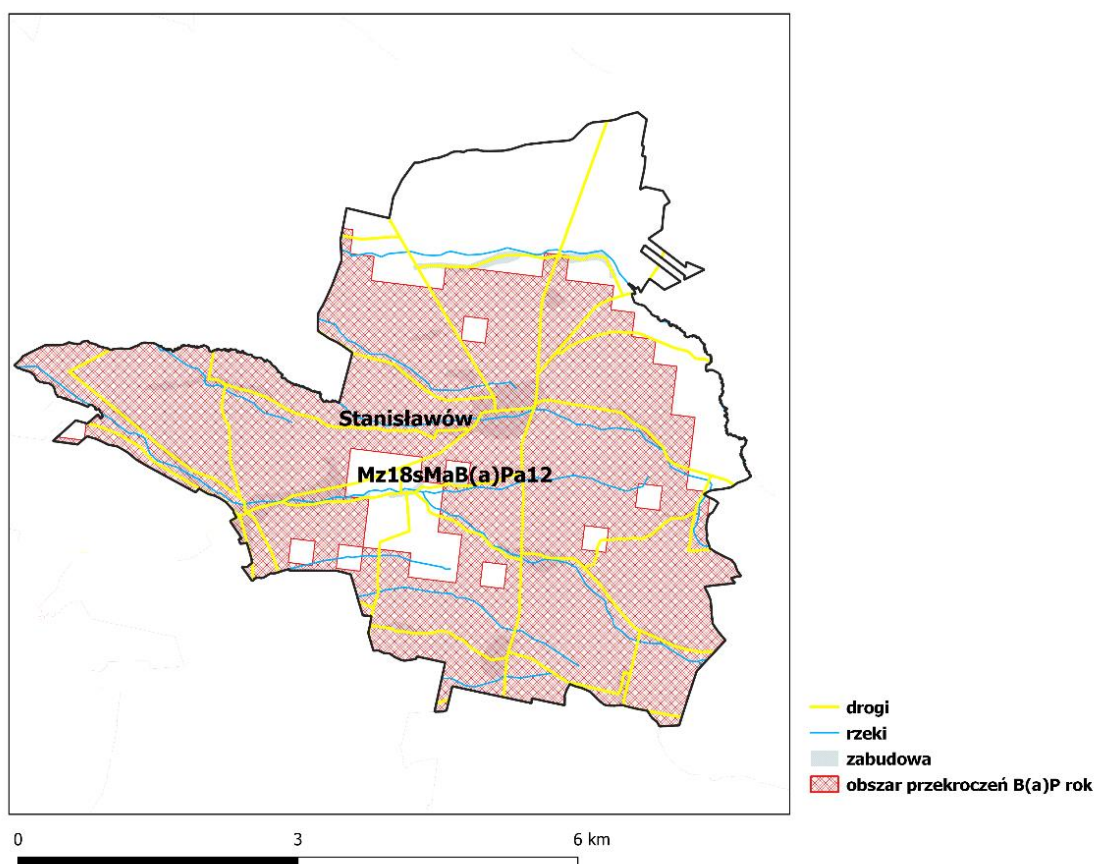 Stanisławów
Mz18sMaB(a)Pa12
drogi
rzeki
zabudowa
obszar przekroczeń B(a)P rok
0 3 6 km